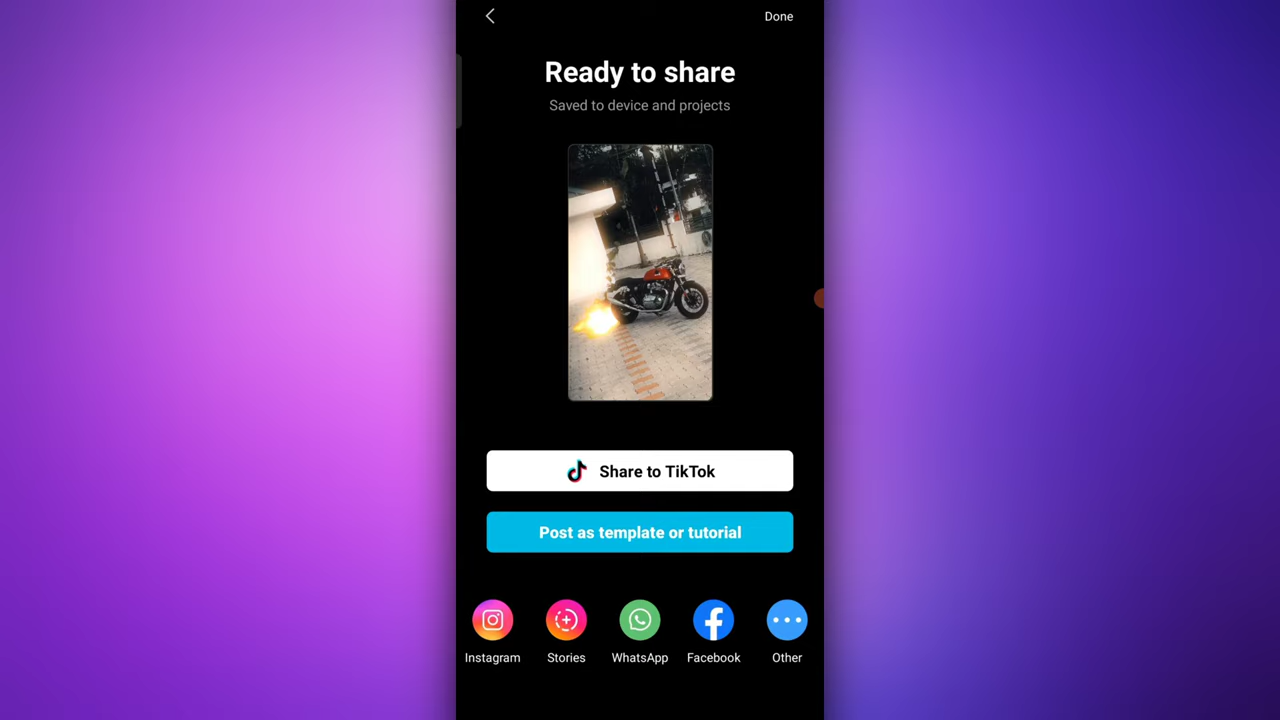 Done
Ready to share
Saved to device and projects
Share to TikTok
Post as template or tutorial
Instagram Stories WhatsApp Facebook Other